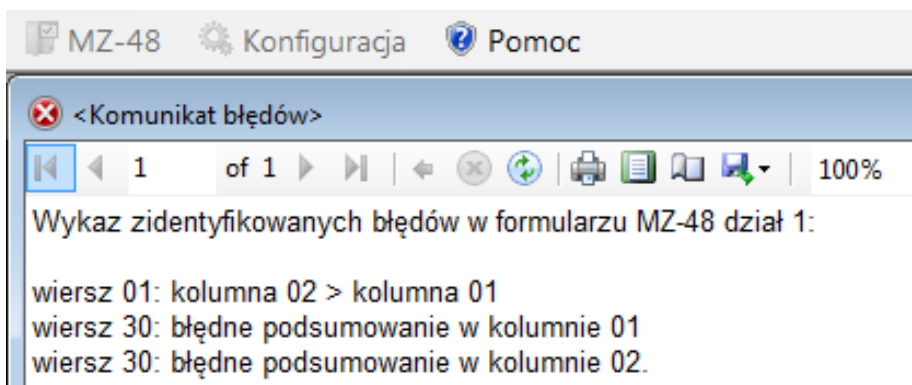 MZ-48 Konfiguracja Pomoc
<Komunikat błędów>
1 of 1 100%
Wykaz zidentyfikowanych błędów w formularzu MZ-48 dział 1:
wiersz 01: kolumna 02 > kolumna 01
wiersz 30: błędne podsumowanie w kolumnie 01
wiersz 30: błędne podsumowanie w kolumnie 02.